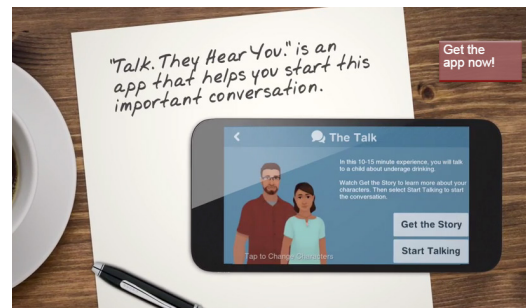 "Talk. They Hear You." is an
app that helps you start this
important conversation.
Get the
app now!
The Talk
In this 10-15 minute experience, you will talk
to a child about underage drinking.
Watch Get the Story to learn more about your
characters. Then select Start Talking to start
the conversation.
Get the Story
Start Talking
Tap to Change Characters